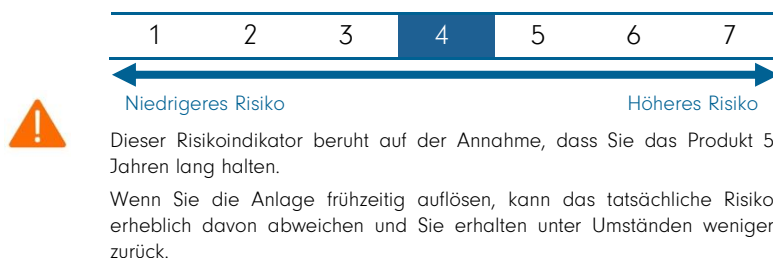 1 2 3 4 5 6 7
Niedrigeres Risiko Höheres Risiko
Dieser Risikoindikator beruht auf der Annahme, dass Sie das Produkt 5
Jahren lang halten.
Wenn Sie die Anlage frühzeitig auflösen, kann das tatsächliche Risiko
erheblich davon abweichen und Sie erhalten unter Umständen weniger
zurück.